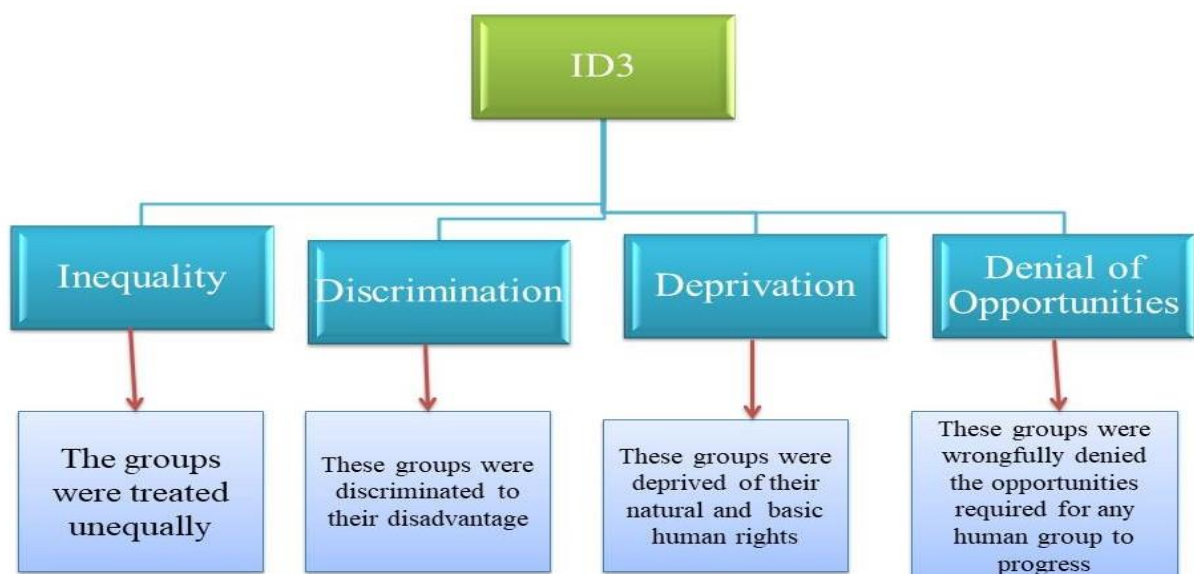 ID3
Inequality
Discrimination
Deprivation
Denial of
Opportunities
The groups
were treated
unequally
These groups were
discriminated to
their disadvantage
These groups were
deprived of their
natural and basic
human rights
These groups were
wrongfully denied
the opportunities
required for any
human group to
progress